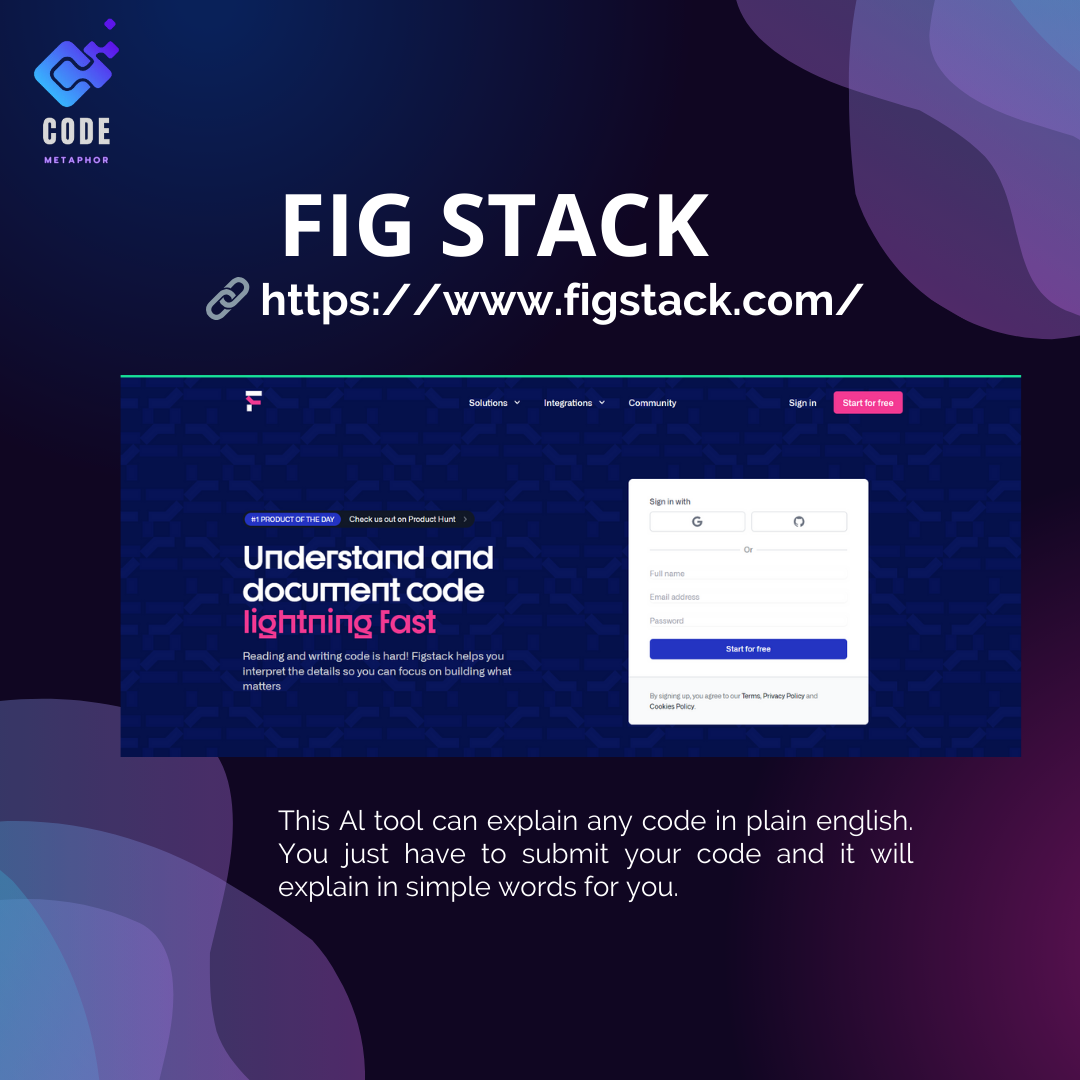 CODE
METAPHOR
FIG STACK
https://www.figstack.com/
Solutions Integrations Community Sign in Start for free
#1 PRODUCT OF THE DAY Check us out on Product Hunt
Understand and
document code
lightning fast
Reading and writing code is hard! Figstack helps you
interpret the details so you can focus on building what
matters
Sign in with
Or
Full name
Email address
Password
Start for free
By signing up, you agree to our Terms, Privacy Policy and
Cookies Policy.
This AI tool can explain any code in plain english.
You just have to submit your code and it will
explain in simple words for you.